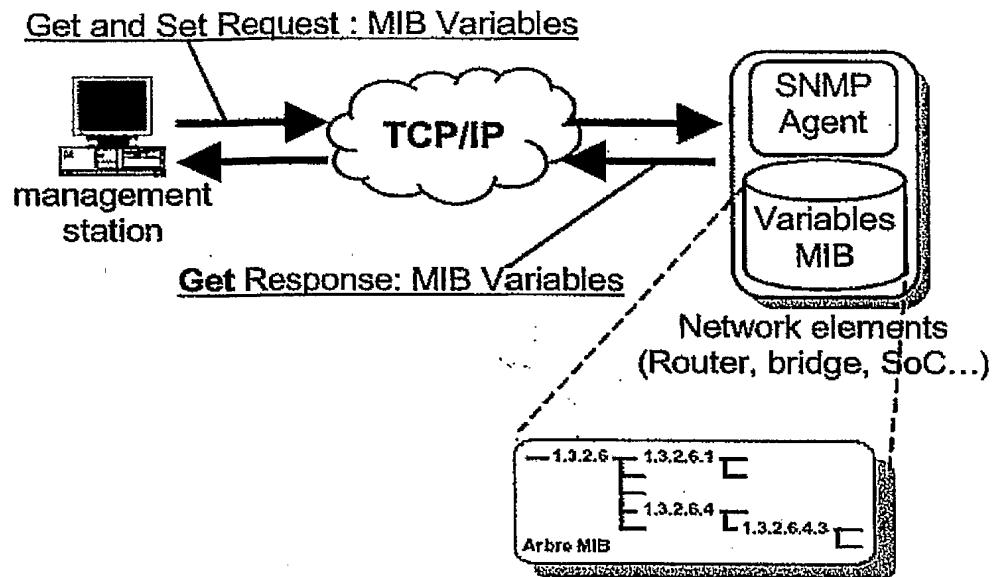 Get and Set Request : MIB Variables
TCP/IP
SNMP
Agent
management
station
Variables
MIB
Get Response: MIB Variables
Network elements
(Router, bridge, SoC...)
1.3.2.6
1.3.2.6.1
1.3.2.6.4
1.3.2.6.4.3
Arbre MIB